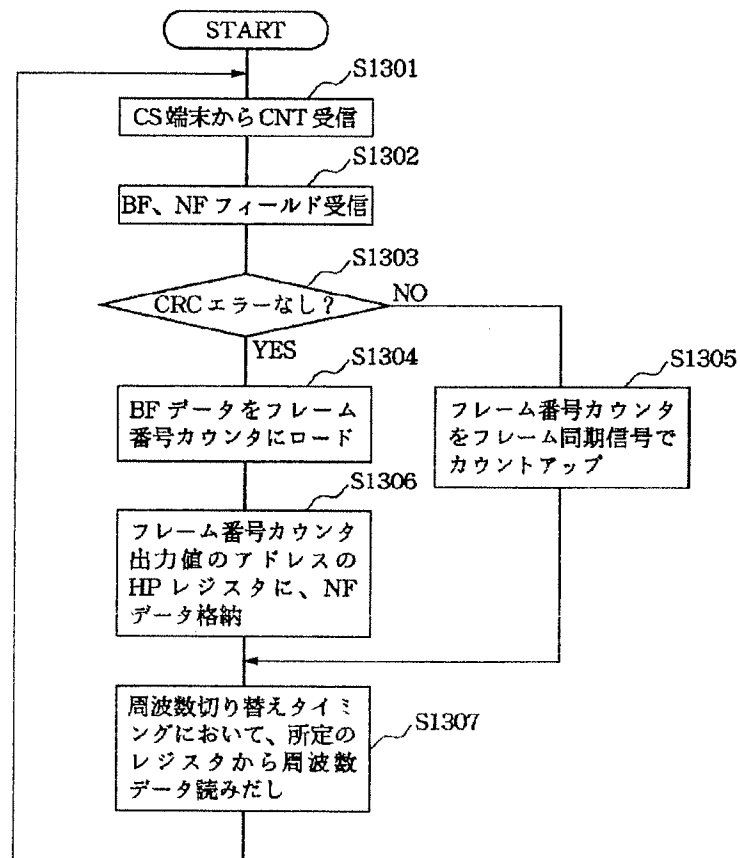 START
S1301
CS端末からCNT受信
S1302
BF、NFフィールド受信
S1303
CRCエラーなし？
NO
YES
S1304
BFデータをフレーム
番号カウンタにロード
S1305
フレーム番号カウンタ
をフレーム同期信号で
カウントアップ
S1306
フレーム番号カウンタ
出力値のアドレスの
HPレジスタに、NF
データ格納
周波数切り替えタイミ
ングにおいて、所定の
レジスタから周波数
データ読みだし
S1307